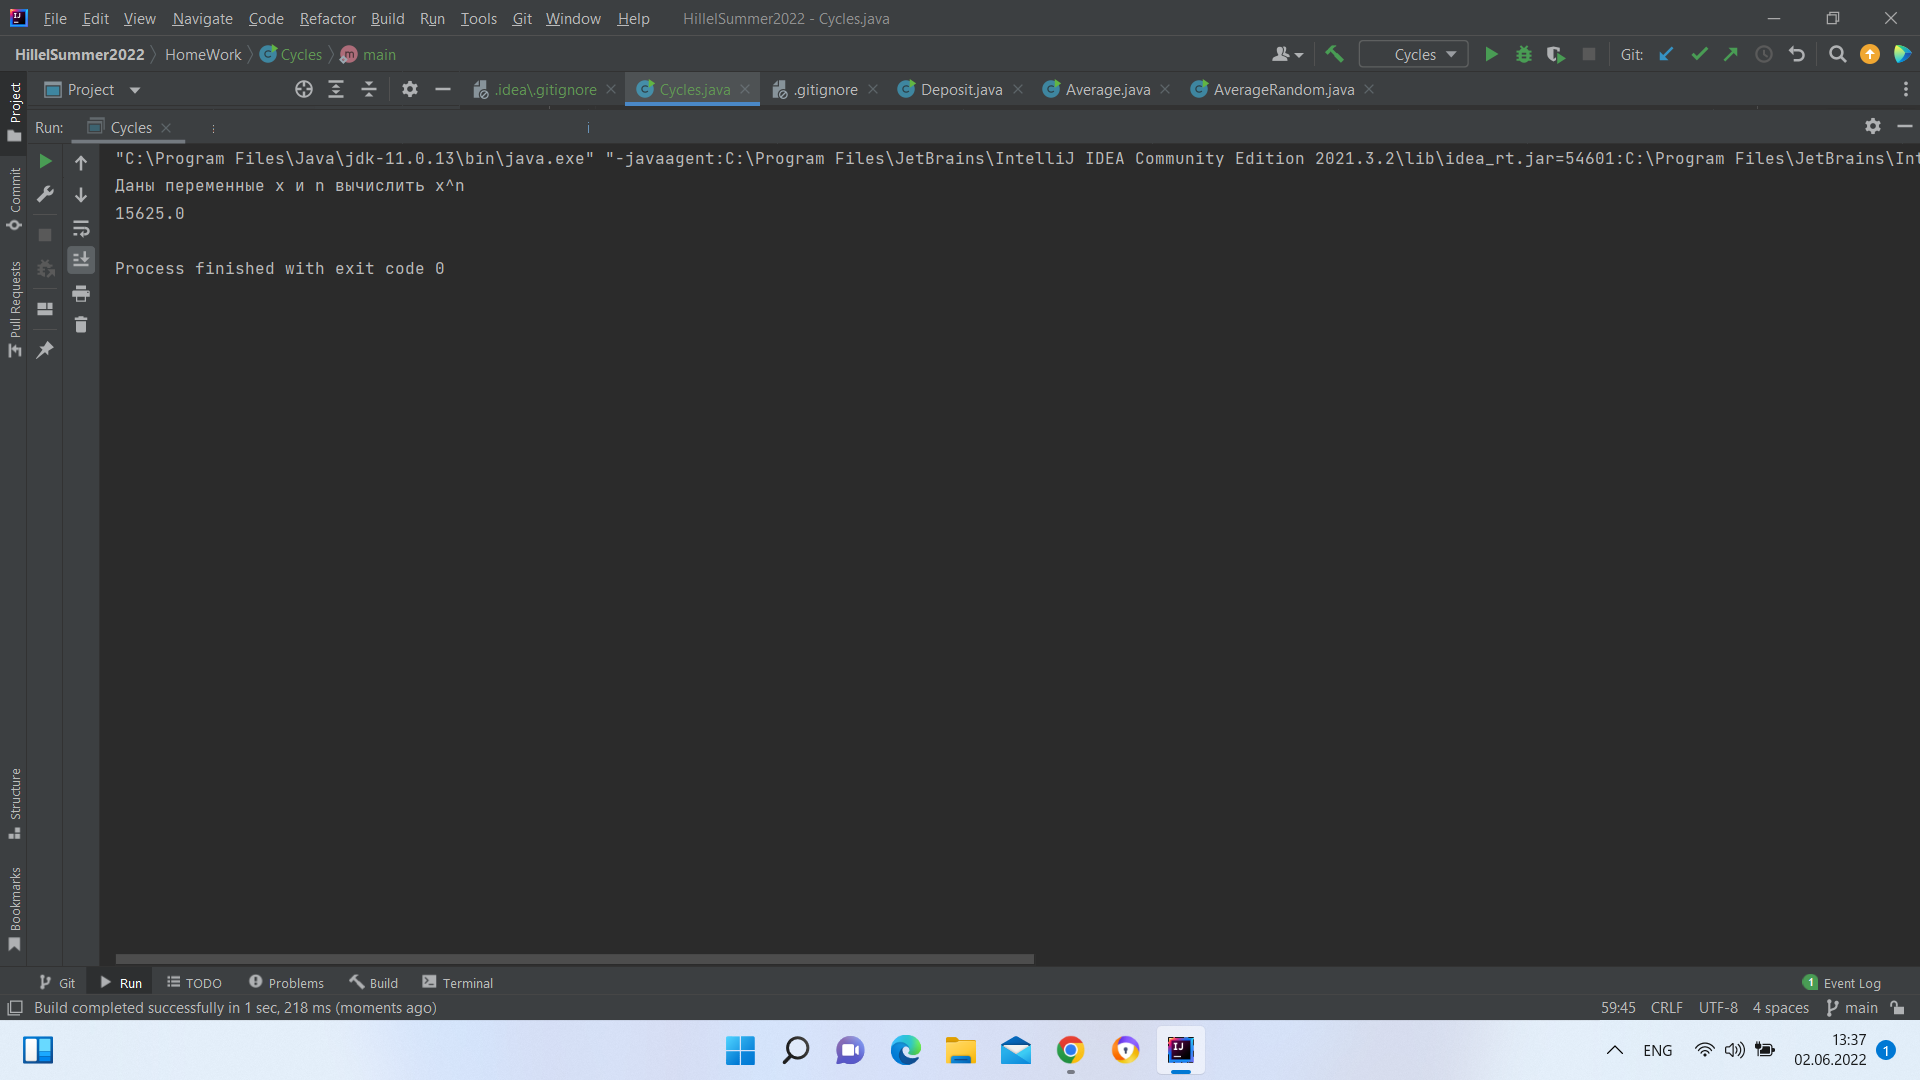 File Edit View Navigate Code Refactor Build Run Tools Git Window Help HillelSummer2022 - Cycles.java
HillelSummer2022 HomeWork Cycles main Cycles Git:
Project .idea\.gitignore Cycles.java .gitignore Deposit.java Average.java AverageRandom.java
Run: Cycles
"C:\Program Files\Java\jdk-11.0.13\bin\java.exe" "-javaagent:C:\Program Files\JetBrains\IntelliJ IDEA Community Edition 2021.3.2\lib\idea_rt.jar=54601:C:\Program Files\JetBrains\Int
Даны переменные x и n вычислить x^n
15625.0
Process finished with exit code 0
Project
Commit
Pull Requests
Structure
Bookmarks
Git Run TODO Problems Build Terminal 1 Event Log
Build completed successfully in 1 sec, 218 ms (moments ago) 59:45 CRLF UTF-8 4 spaces main
ENG 13:37
02.06.2022 1